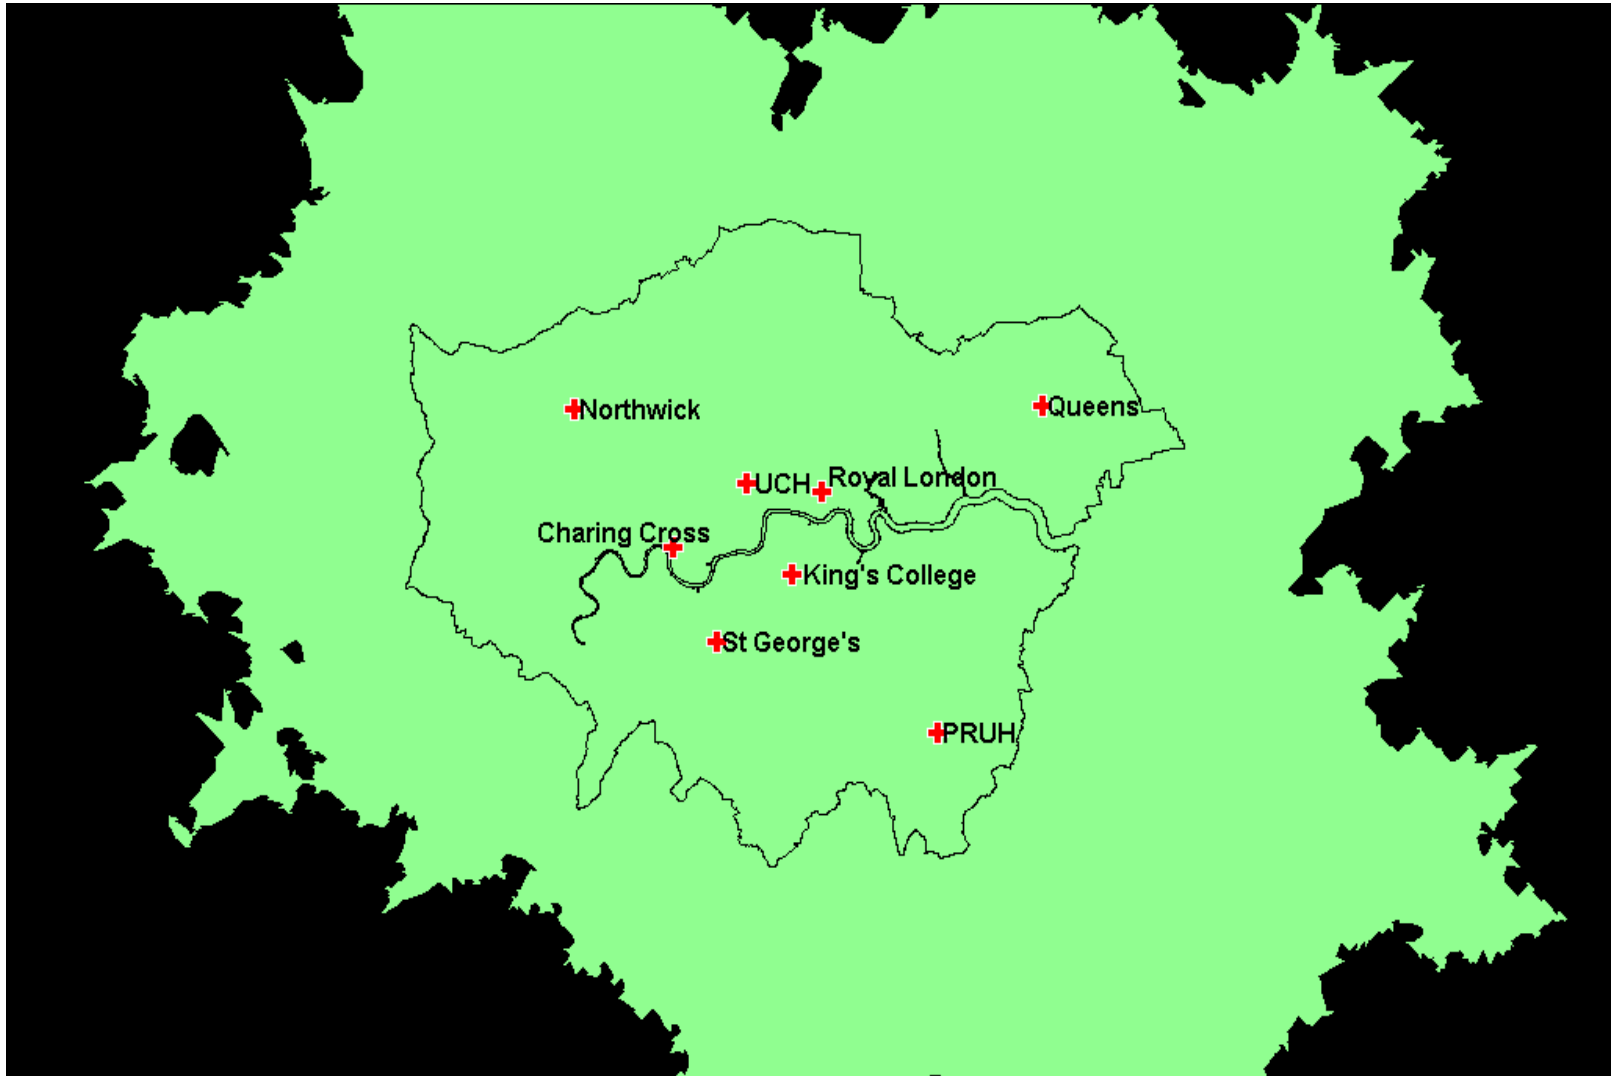 Northwick
Queens
UCH
Royal London
Charing Cross
King's College
St George's
PRUH